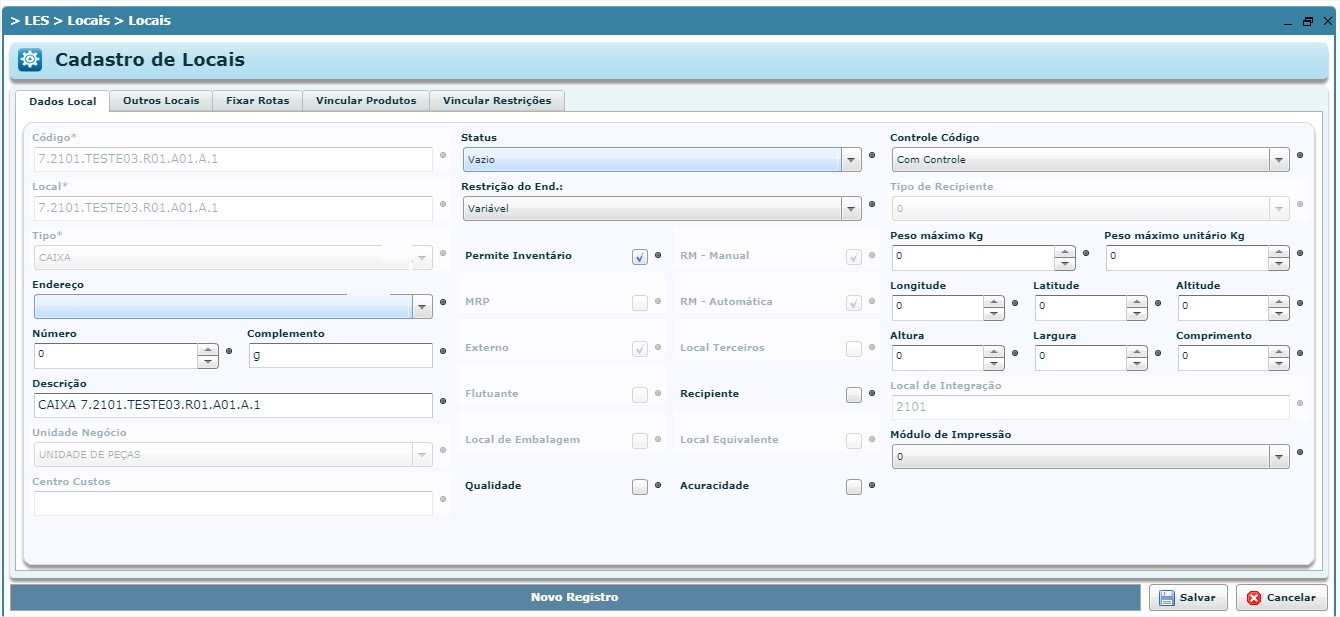 > LES > Locais > Locais
Cadastro de Locais
Dados Local
Outros Locais
Fixar Rotas
Vincular Produtos
Vincular Restrições
Código*
7.2101.TESTE03.R01.A01.A.1
Local*
7.2101.TESTE03.R01.A01.A.1
Tipo*
CAIXA
Endereço
Número
Complemento
0
g
Descrição
CAIXA 7.2101.TESTE03.R01.A01.A.1
Unidade Negócio
UNIDADE DE PEÇAS
Centro Custos
Status
Vazio
Restrição do End.:
Variável
Permite Inventário
RM - Manual
MRP
RM - Automática
Externo
Local Terceiros
Flutuante
Recipiente
Local de Embalagem
Local Equivalente
Qualidade
Acuracidade
Controle Código
Com Controle
Tipo de Recipiente
0
Peso máximo Kg
Peso máximo unitário Kg
0
0
Longitude
Latitude
Altitude
0
0
0
Altura
Largura
Comprimento
0
0
0
Local de Integração
2101
Módulo de Impressão
0
Novo Registro
Salvar
Cancelar